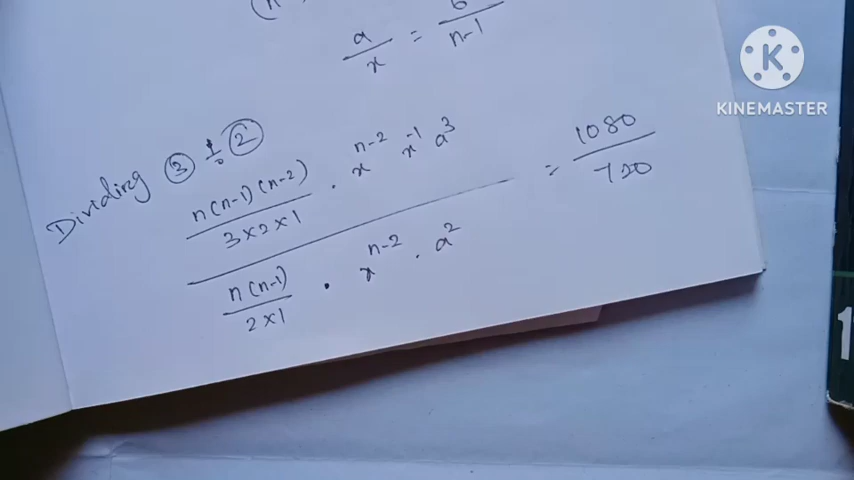 (n
a/x = 6/n-1
Dividing ③ ÷ ②
n(n-1)(n-2)/3×2×1 · x^n-2 x^-1 a^3 = 1080/720
n(n-1)/2×1 · x^n-2 · a^2
K
KINEMASTER
1